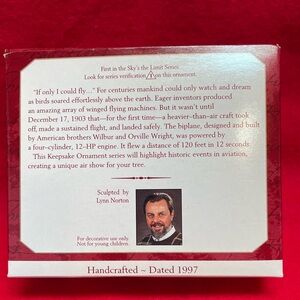 First in the Sky's the Limit Series.
Look for series verification 1 on this ornament.
"If only I could fly…" For centuries mankind could only watch and dream
as birds soared effortlessly above the earth. Eager inventors produced
an amazing array of winged flying machines. But it wasn't until
December 17, 1903 that—for the first time—a heavier-than-air craft took
off, made a sustained flight, and landed safely. The biplane, designed and built
by American brothers Wilbur and Orville Wright, was powered by
a four-cylinder, 12-HP engine. It flew a distance of 120 feet in 12 seconds.
This Keepsake Ornament series will highlight historic events in aviation,
creating a unique air show for your tree.
Sculpted by
Lynn Norton
For decorative use only.
Not for young children.
Handcrafted ~ Dated 1997